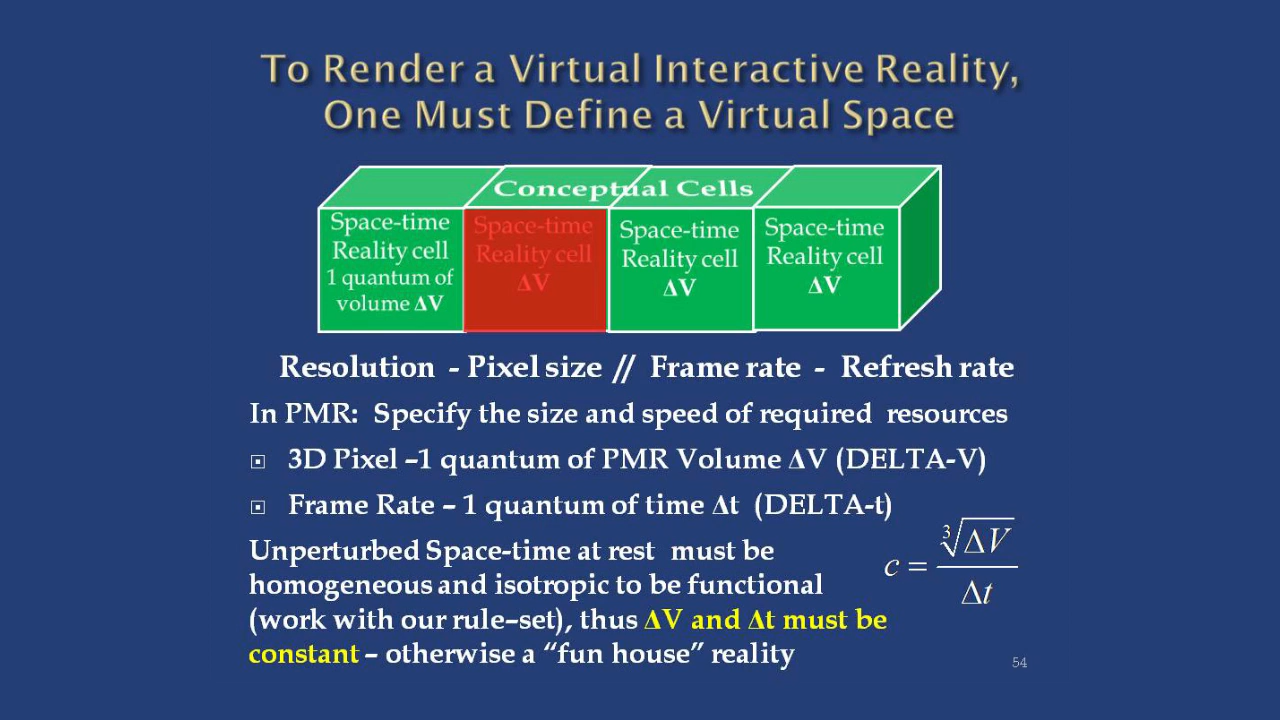 To Render a Virtual Interactive Reality,
One Must Define a Virtual Space
Conceptual Cells
Space-time
Reality cell
1 quantum of
volume ΔV
Space-time
Reality cell
ΔV
Space-time
Reality cell
ΔV
Space-time
Reality cell
ΔV
Resolution - Pixel size // Frame rate - Refresh rate
In PMR: Specify the size and speed of required resources
3D Pixel –1 quantum of PMR Volume ΔV (DELTA-V)
Frame Rate – 1 quantum of time Δt (DELTA-t)
Unperturbed Space-time at rest must be
homogeneous and isotropic to be functional
(work with our rule–set), thus ΔV and Δt must be
constant – otherwise a “fun house” reality
c = ∛ΔV / Δt
54